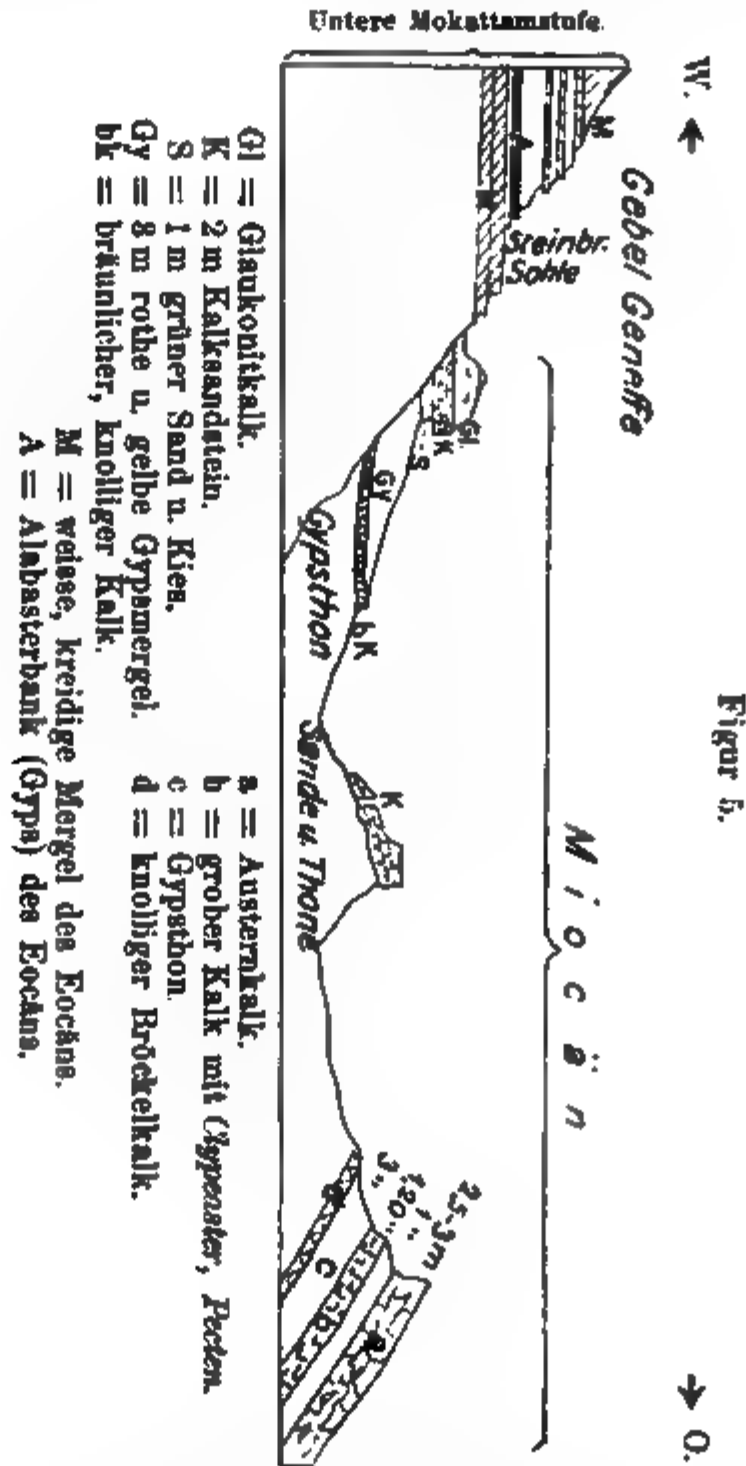 Figur 5.
W.
O.
Gebel Geneffe
Miocän
Untere Mokattamstufe.
M
A
Steinbr.
Sohle
Gl.
K
S
Gy
bK
Gypsthon
K
Sande u. Thone
2,5-3 m
1 "
1,20 "
3 "
b
C
Gl = Glaukonitkalk.
K = 2 m Kalksandstein.
S = 1 m grüner Sand u. Kies.
Gy = 8 m rothe u. gelbe Gypsmergel.
bk = bräunlicher, knolliger Kalk.
a = Austernkalk.
b = grober Kalk mit Clypeaster, Pecten.
c = Gypsthon.
d = knolliger Bröckelkalk.
M = weisse, kreidige Mergel des Eocäns.
A = Alabasterbank (Gyps) des Eocäns.